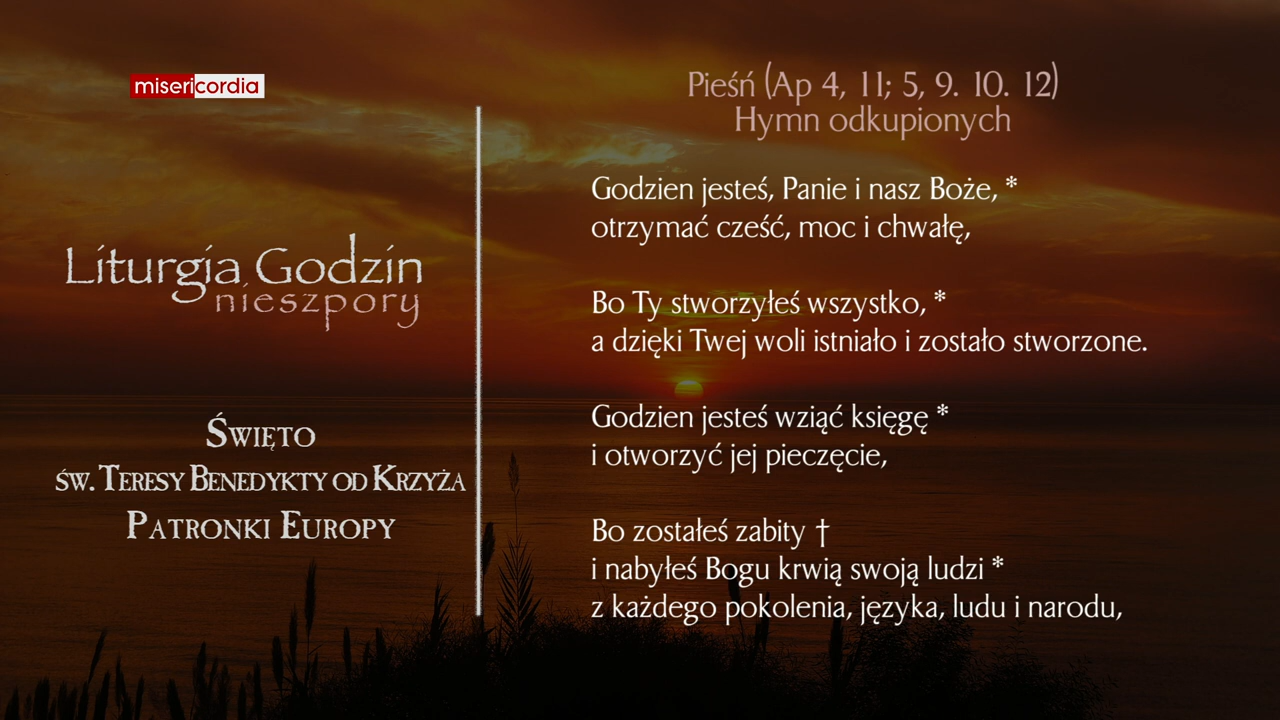 misericordia
Liturgia Godzin
nieszpory
Święto
św. Teresy Benedykty od Krzyża
Patronki Europy
Pieśń (Ap 4, 11; 5, 9. 10. 12)
Hymn odkupionych
Godzien jesteś, Panie i nasz Boże, *
otrzymać cześć, moc i chwałę,
Bo Ty stworzyłeś wszystko, *
a dzięki Twej woli istniało i zostało stworzone.
Godzien jesteś wziąć księgę *
i otworzyć jej pieczęcie,
Bo zostałeś zabity †
i nabyłeś Bogu krwią swoją ludzi *
z każdego pokolenia, języka, ludu i narodu,